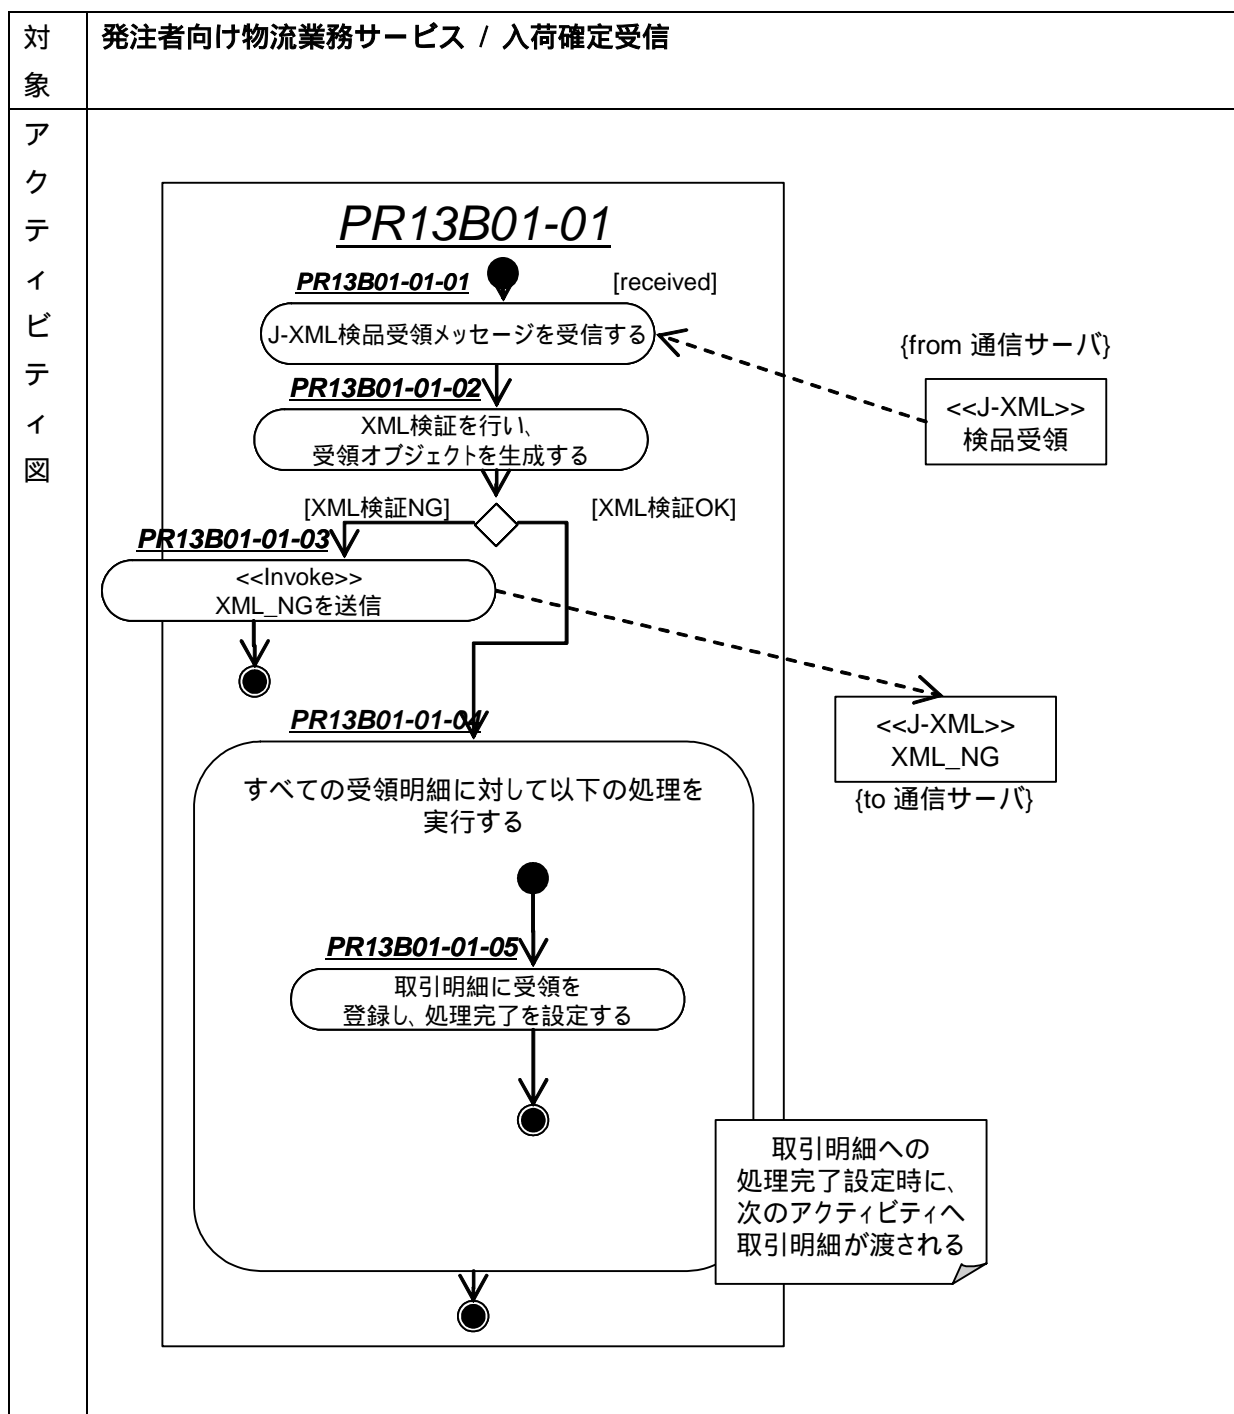 対
象
発注者向け物流業務サービス / 入荷確定受信
ア
ク
テ
ィ
ビ
テ
ィ
図
PR13B01-01
PR13B01-01-01
[received]
J-XML検品受領メッセージを受信する
{from 通信サーバ}
<<J-XML>>
検品受領
PR13B01-01-02
XML検証を行い、
受領オブジェクトを生成する
[XML検証NG]
[XML検証OK]
PR13B01-01-03
<<Invoke>>
XML_NGを送信
<<J-XML>>
XML_NG
{to 通信サーバ}
PR13B01-01-04
すべての受領明細に対して以下の処理を
実行する
PR13B01-01-05
取引明細に受領を
登録し、処理完了を設定する
取引明細への
処理完了設定時に、
次のアクティビティへ
取引明細が渡される